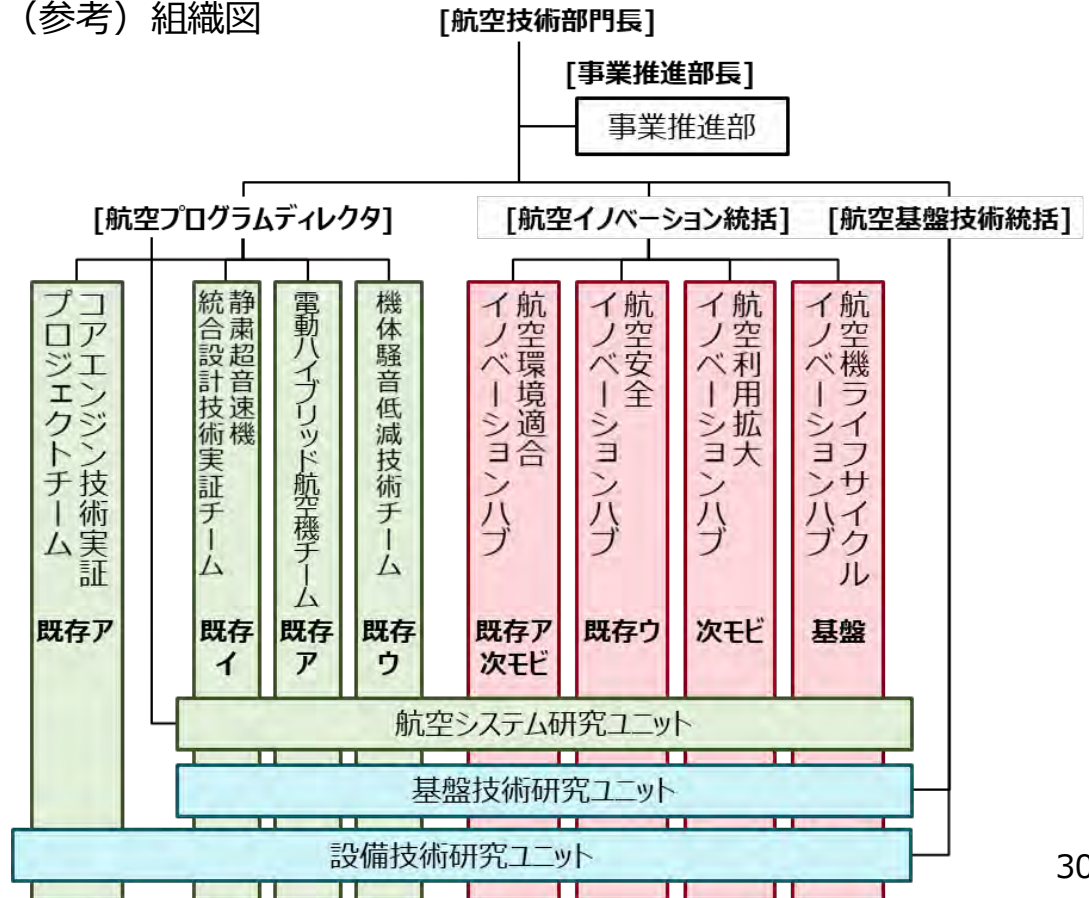 （参考）組織図
[航空技術部門長]
[事業推進部長]
事業推進部
[航空プログラムディレクタ]
[航空イノベーション統括]
[航空基盤技術統括]
コアエンジン技術実証
プロジェクトチーム
既存ア
静粛超音速機
統合設計技術実証チーム
既存
イ
電動ハイブリッド航空機チーム
既存
ア
機体騒音低減技術チーム
既存
ウ
航空環境適合
イノベーションハブ
既存ア
次モビ
航空安全
イノベーションハブ
既存ウ
航空利用拡大
イノベーションハブ
次モビ
航空機ライフサイクル
イノベーションハブ
基盤
航空システム研究ユニット
基盤技術研究ユニット
設備技術研究ユニット
30